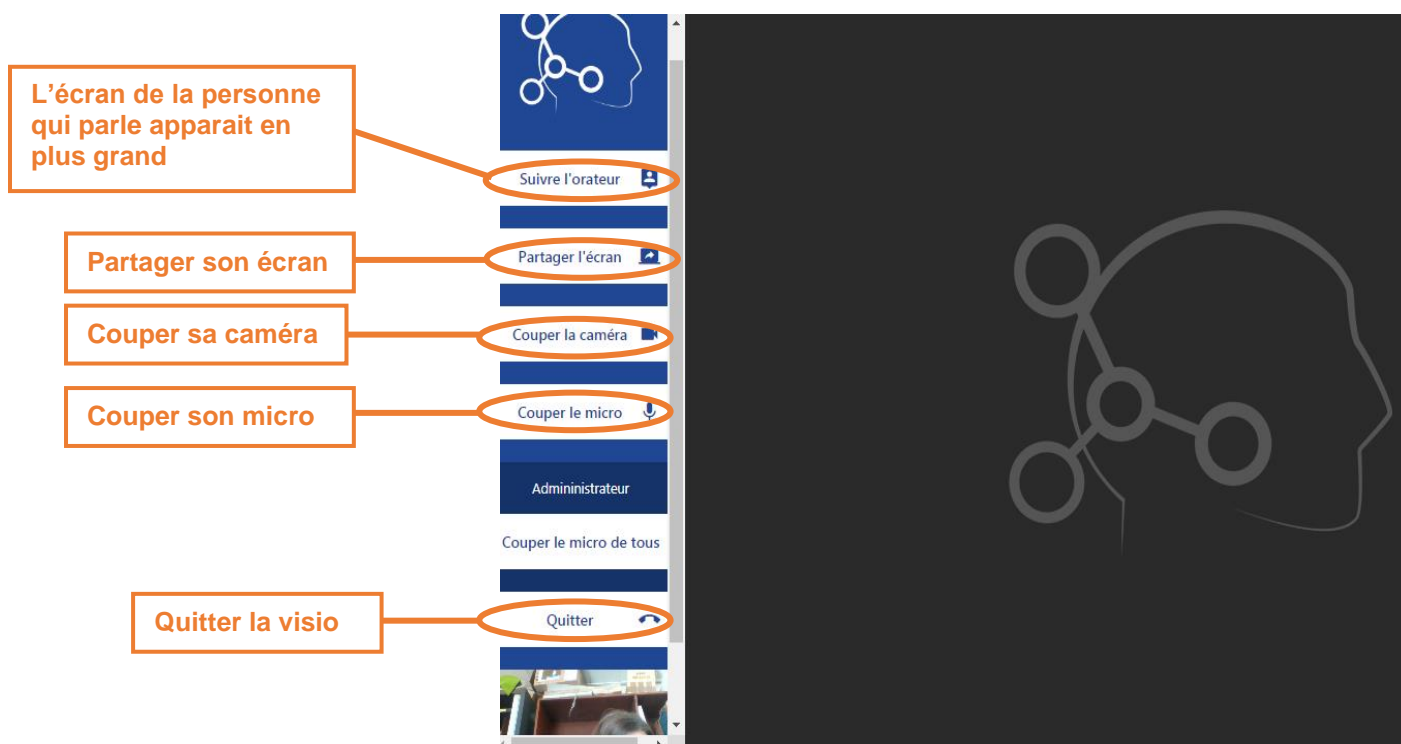 L'écran de la personne
qui parle apparait en
plus grand
Suivre l'orateur
Partager son écran
Partager l'écran
Couper sa caméra
Couper la caméra
Couper son micro
Couper le micro
Admininistrateur
Couper le micro de tous
Quitter la visio
Quitter